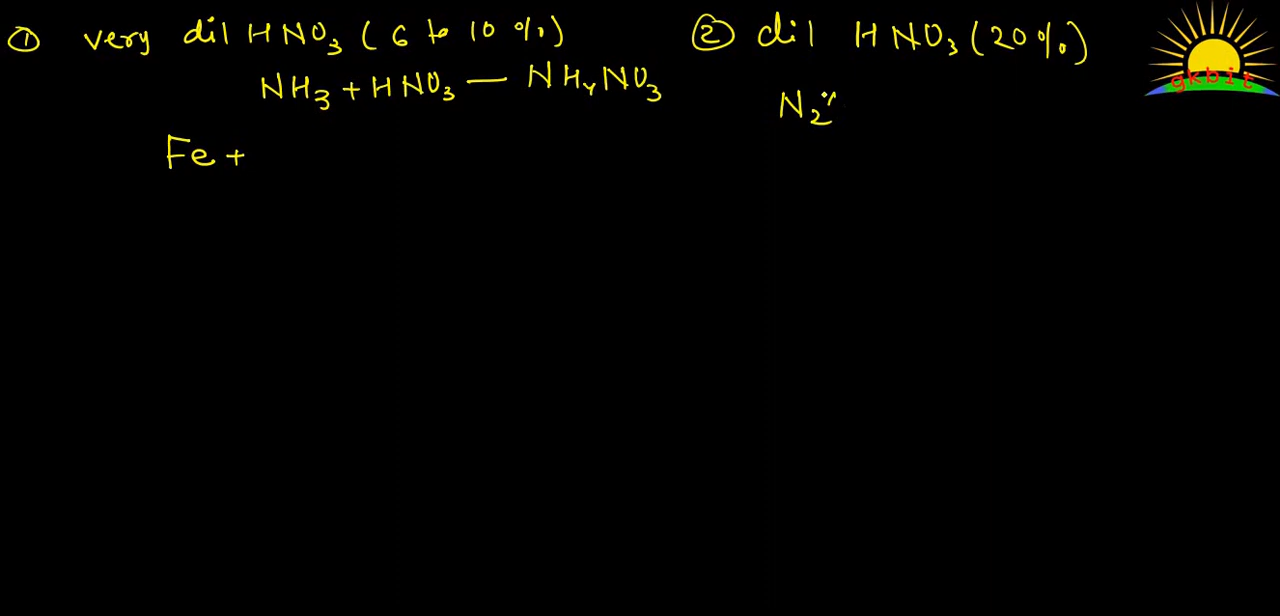 ① very dil HNO₃ (6 to 10 %)
NH₃ + HNO₃ — NH₄NO₃
Fe +
② dil HNO₃ (20%)
N₂
gkbit